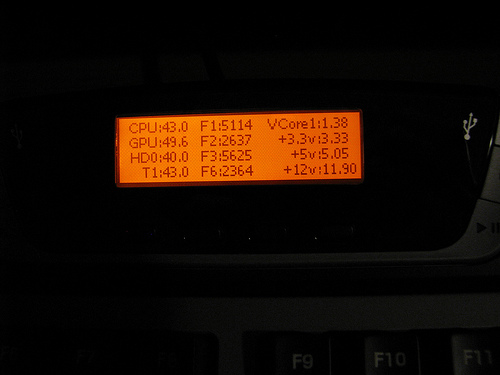 CPU:43.0 F1:5114 VCore1:1.38
GPU:49.6 F2:2637 +3.3v:3.33
HD0:40.0 F3:5625 +5v:5.05
T1:43.0 F6:2364 +12v:11.90
F9 F10 F11